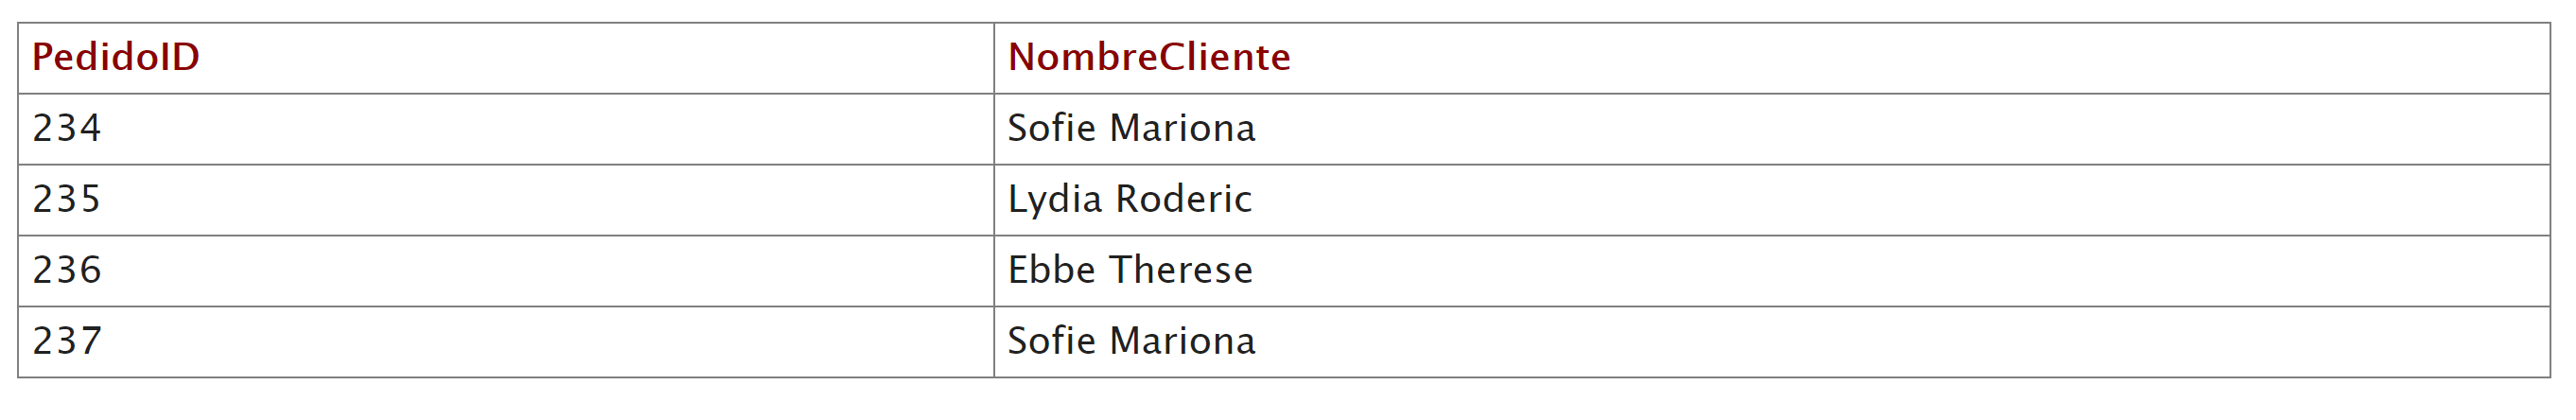 PedidoID NombreCliente
234 Sofie Mariona
235 Lydia Roderic
236 Ebbe Therese
237 Sofie Mariona